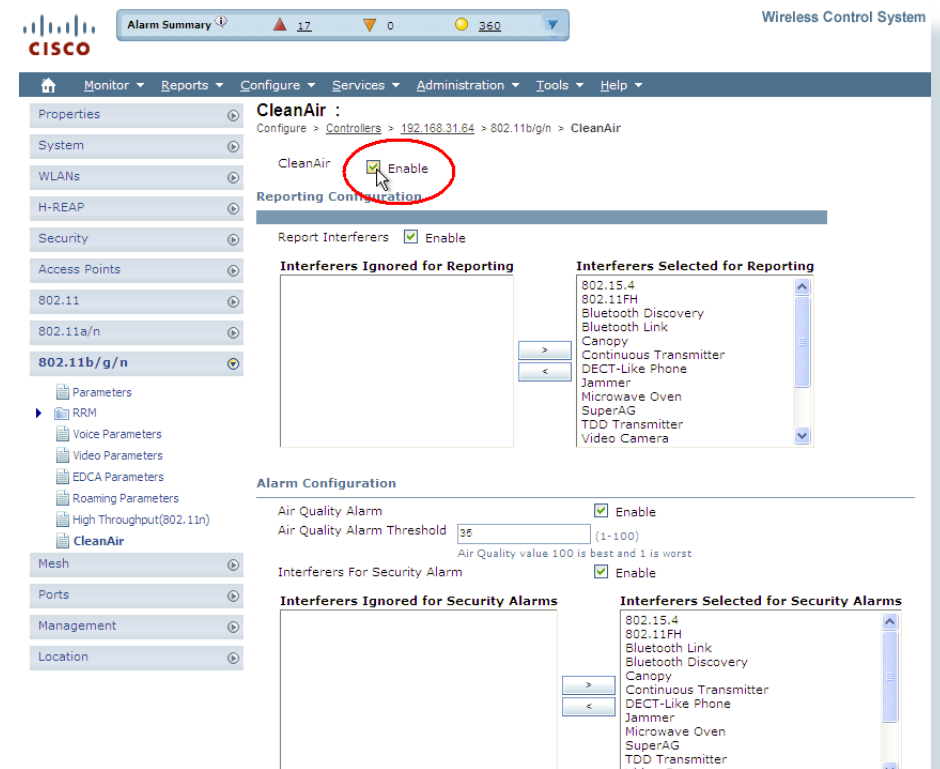 Alarm Summary 17 0 360
Wireless Control System
CISCO
Monitor Reports Configure Services Administration Tools Help
Properties
System
WLANs
H-REAP
Security
Access Points
802.11
802.11a/n
802.11b/g/n
Parameters
RRM
Voice Parameters
Video Parameters
EDCA Parameters
Roaming Parameters
High Throughput(802.11n)
CleanAir
Mesh
Ports
Management
Location
CleanAir :
Configure > Controllers > 192.168.31.64 > 802.11b/g/n > CleanAir
CleanAir Enable
Reporting Configuration
Report Interferers Enable
Interferers Ignored for Reporting
> 
<
Interferers Selected for Reporting
802.15.4
802.11FH
Bluetooth Discovery
Bluetooth Link
Canopy
Continuous Transmitter
DECT-Like Phone
Jammer
Microwave Oven
SuperAG
TDD Transmitter
Video Camera
Alarm Configuration
Air Quality Alarm Enable
Air Quality Alarm Threshold 35 (1-100)
Air Quality value 100 is best and 1 is worst
Interferers For Security Alarm Enable
Interferers Ignored for Security Alarms
>
<
Interferers Selected for Security Alarms
802.15.4
802.11FH
Bluetooth Link
Bluetooth Discovery
Canopy
Continuous Transmitter
DECT-Like Phone
Jammer
Microwave Oven
SuperAG
TDD Transmitter